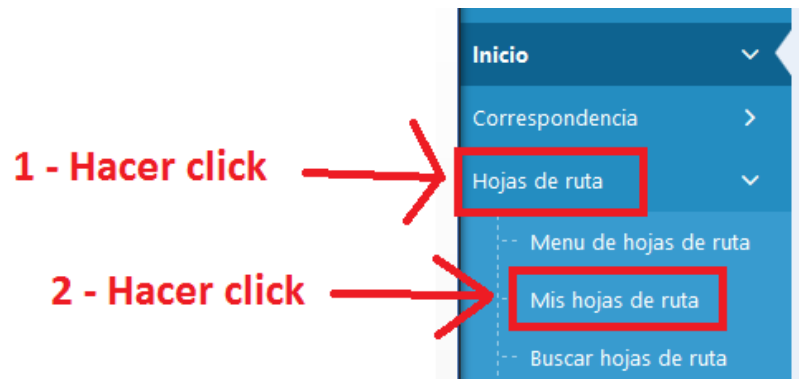 Inicio
Correspondencia
1 - Hacer click
Hojas de ruta
Menu de hojas de ruta
2 - Hacer click
Mis hojas de ruta
Buscar hojas de ruta